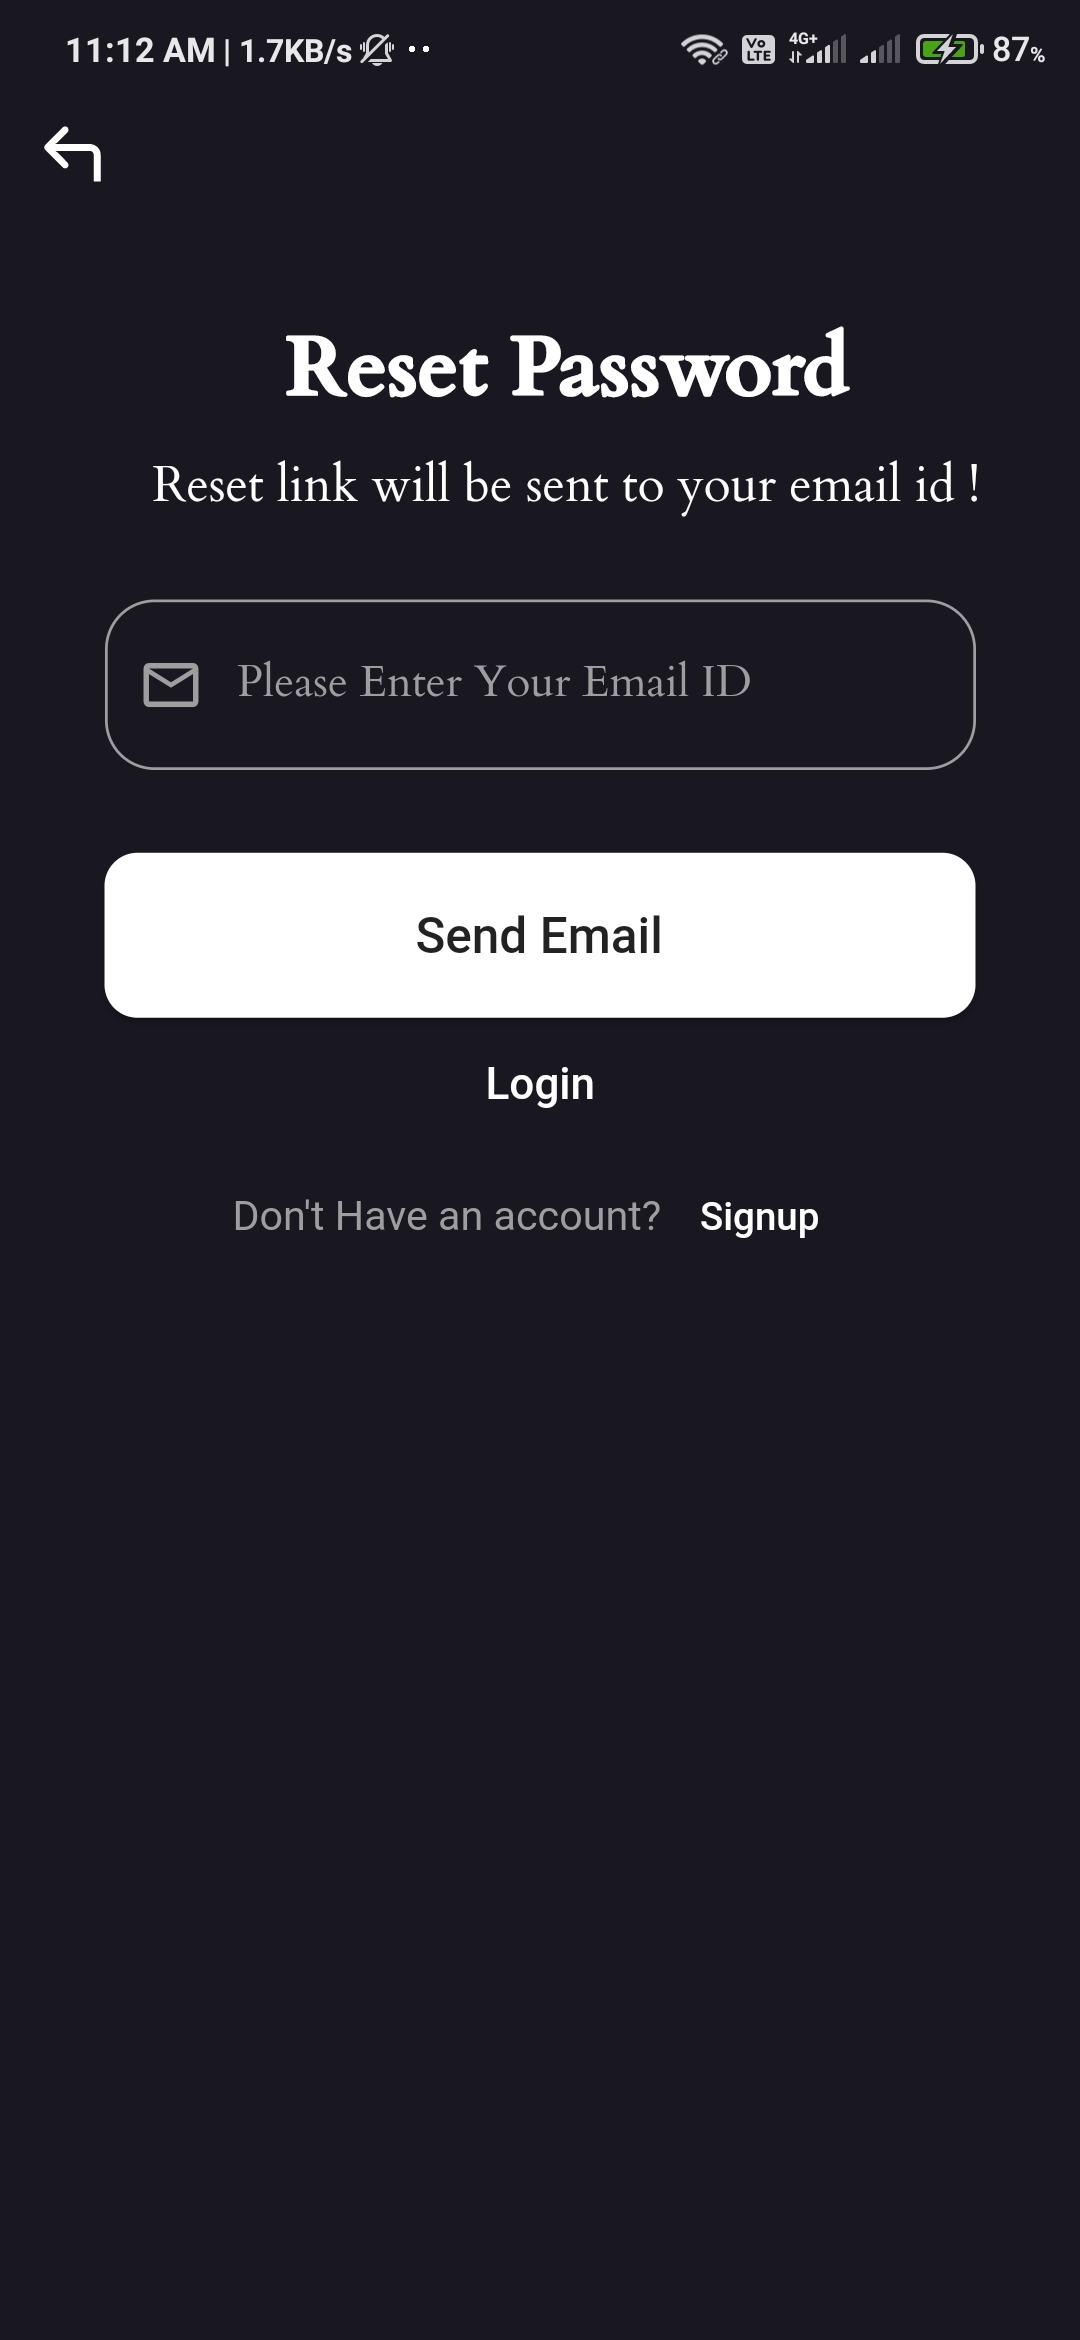 11:12 AM | 1.7KB/s
Vo LTE 4G+ 87%
Reset Password
Reset link will be sent to your email id !
Please Enter Your Email ID
Send Email
Login
Don't Have an account? Signup